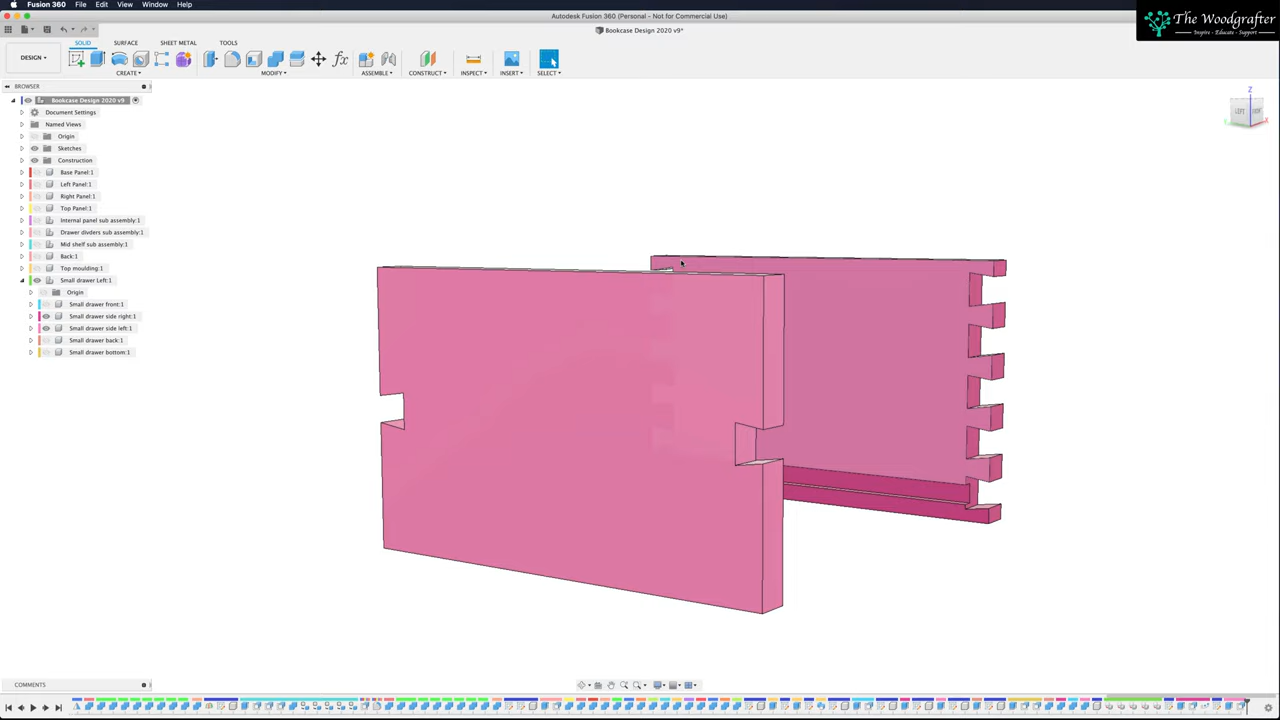 Fusion 360 File Edit View Window Help
Autodesk Fusion 360 (Personal - Not for Commercial Use)
Bookcase Design 2020 v9*
The Woodgrafter
- Inspire - Educate - Support -
SOLID SURFACE SHEET METAL TOOLS
DESIGN
CREATE MODIFY ASSEMBLE CONSTRUCT INSPECT INSERT SELECT
BROWSER
Bookcase Design 2020 v9
Document Settings
Named Views
Origin
Sketches
Construction
Base Panel:1
Left Panel:1
Right Panel:1
Top Panel:1
Internal panel sub assembly:1
Drawer dividers sub assembly:1
Mid shelf sub assembly:1
Back:1
Top moulding:1
Small drawer Left:1
Origin
Small drawer front:1
Small drawer side right:1
Small drawer side left:1
Small drawer back:1
Small drawer bottom:1
Z
LEFT
X
COMMENTS